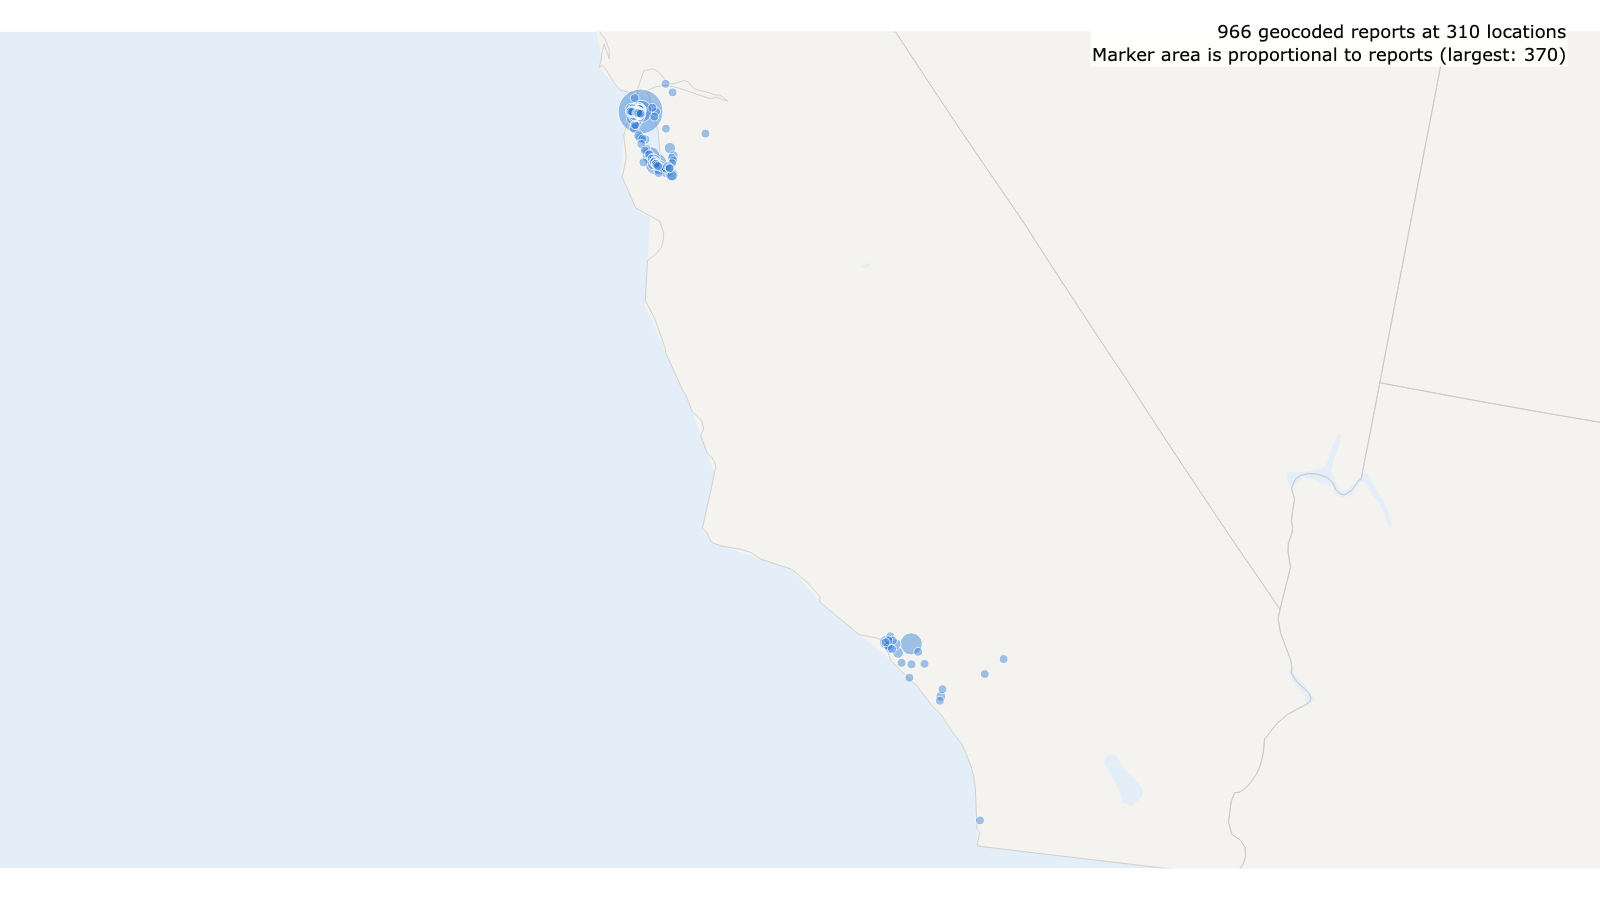 966 geocoded reports at 310 locations
Marker area is proportional to reports (largest: 370)